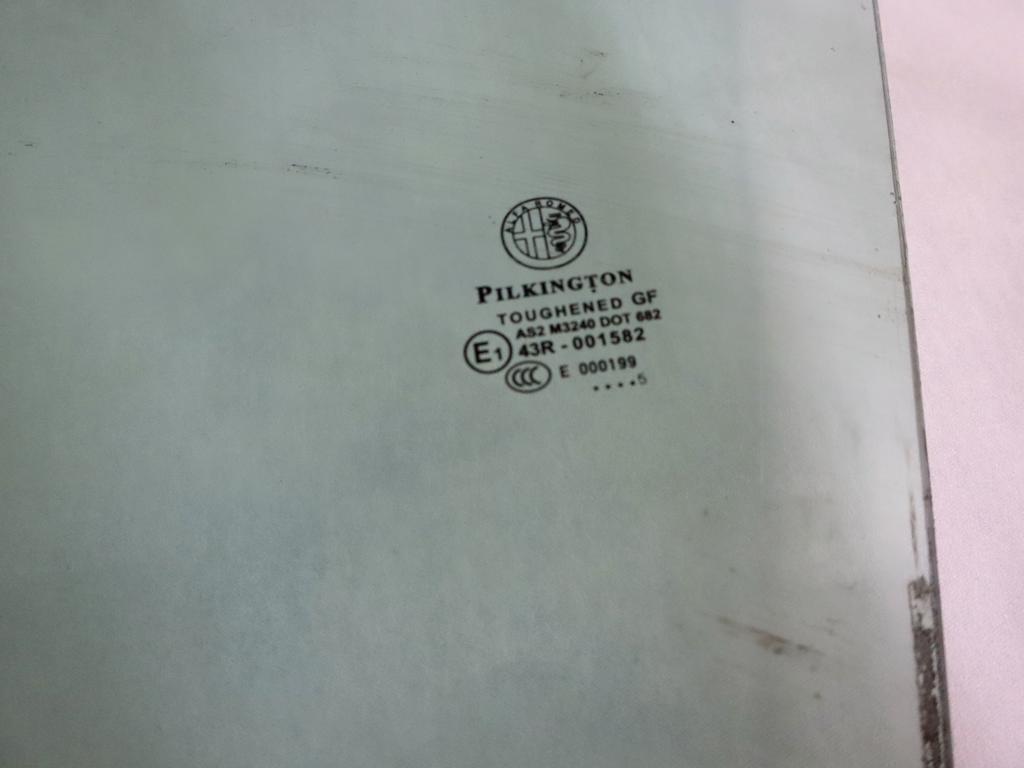 ALFA ROMEO
PILKINGTON
TOUGHENED GF
AS2 M3240 DOT 682
E1 43R - 001582
CCC E 000199
....5